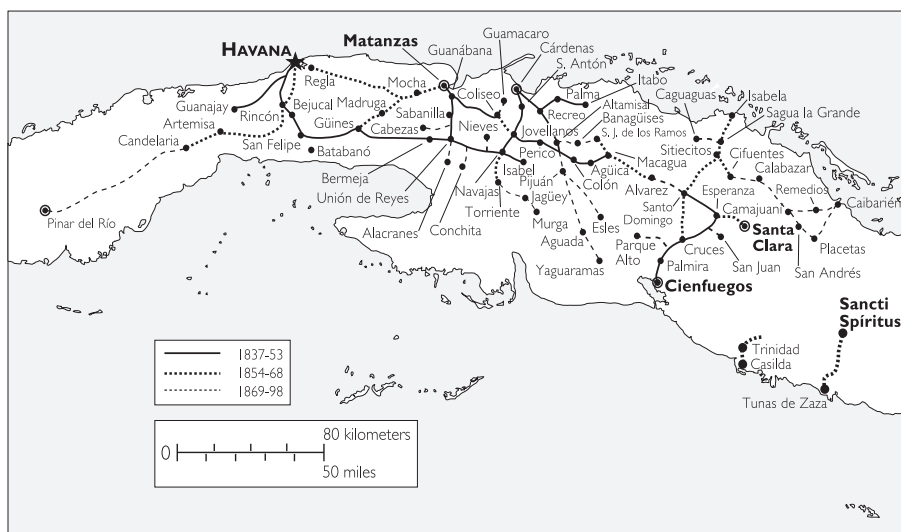 HAVANA
Regla
Matanzas
Guanábana
Guamacaro
Cárdenas
S. Antón
Itabo
Mocha
Coliseo
Palma
Caguaguas
Isabela
Guanajay
Artemisa
Candelaria
Rincón
Bejucal
Madruga
Sabanilla
Recreo
Altamisal
Banagüises
S. J. de los Ramos
Sagua la Grande
Güines
Cabezas
Nieves
Jovellanos
Sitiecitos
Cifuentes
San Felipe
Batabanó
Perico
Macagua
Calabazar
Bermeja
Isabel
Agüica
Colón
Alvarez
Esperanza
Remedios
Unión de Reyes
Navajas
Pijuán
Jagüey
Santo
Domingo
Camajuaní
Caibarién
Pinar del Río
Torriente
Alacranes
Conchita
Murga
Esles
Aguada
Parque
Alto
Cruces
Santa
Clara
Placetas
Yaguaramas
Palmira
San Juan
San Andrés
Cienfuegos
Sancti
Spíritus
1837-53
1854-68
1869-98
Trinidad
Casilda
Tunas de Zaza
80 kilometers
0
50 miles